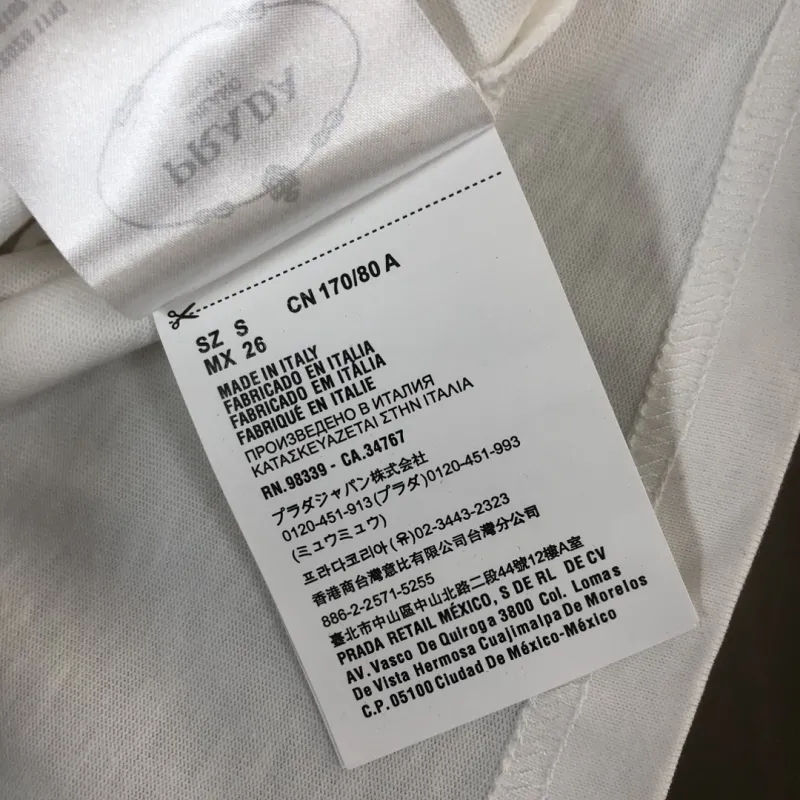 PRADA
MILANO
SZ S CN 170/80 A
MX 26
MADE IN ITALY
FABRICADO EN ITALIA
FABRICADO EM ITÀLIA
FABRIQUÉ EN ITALIE
ПРОИЗВЕДЕНО В ИТАЛИЯ
ΚΑΤΑΣΚΕΥΑΖΕΤΑΙ ΣΤΗΝ ITALIA
RN.98339 - CA.34767
プラダジャパン株式会社
0120-451-913(プラダ)0120-451-993
(ミュウミュウ)
프라다코리아(유)02-3443-2323
香港商台灣意比有限公司台灣分公司
886-2-2571-5255
臺北市中山區中山北路二段44號12樓A室
PRADA RETAIL MÉXICO, S DE RL DE CV
AV. Vasco De Quiroga 3800 Col. Lomas
De Vista Hermosa Cuajimalpa De Morelos
C.P. 05100 Ciudad De México-México